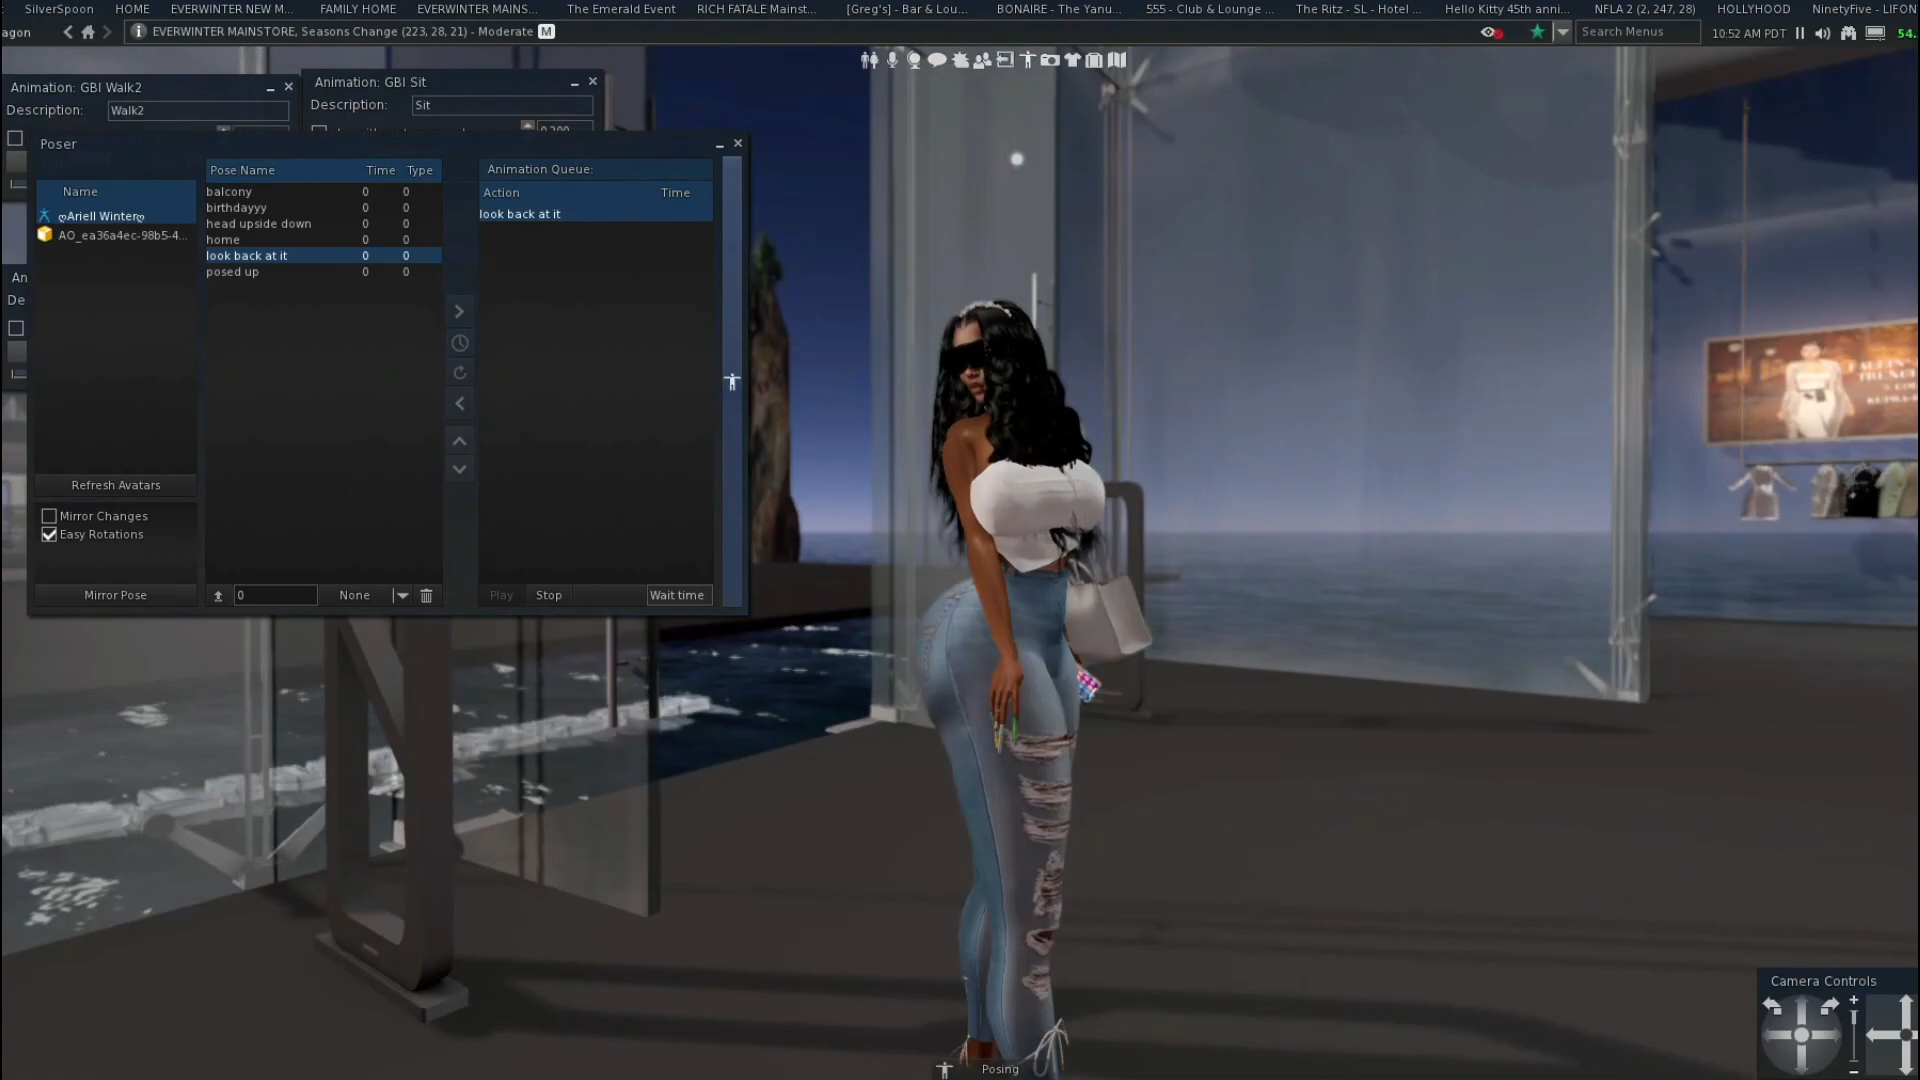 SilverSpoon HOME EVERWINTER NEW M... FAMILY HOME EVERWINTER MAINS... The Emerald Event RICH FATALE Mainst... [Greg's] - Bar & Lou... BONAIRE - The Yanu... 555 - Club & Lounge ... The Ritz - SL - Hotel ... Hello Kitty 45th anni... NFLA 2 (2, 247, 28) HOLLYHOOD NinetyFive - LIFON
agon EVERWINTER MAINSTORE, Seasons Change (223, 28, 21) - Moderate M Search Menus 10:52 AM PDT 54.
Animation: GBI Walk2
Description: Walk2
Animation: GBI Sit
Description: Sit
0.300
Poser
Name
ღAriell Winterღ
AO_ea36a4ec-98b5-4...
Refresh Avatars
Mirror Changes
Easy Rotations
Mirror Pose
Pose Name Time Type
balcony 0 0
birthdayyy 0 0
head upside down 0 0
home 0 0
look back at it 0 0
posed up 0 0
0 None
Animation Queue:
Action Time
look back at it
Play Stop Wait time
An
De
Camera Controls
Posing